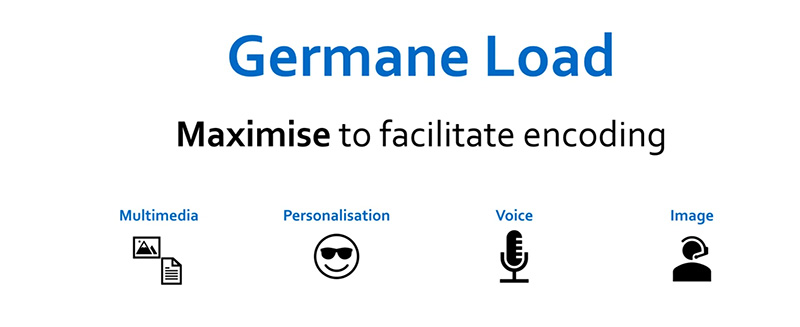 Germane Load
Maximise to facilitate encoding
Multimedia Personalisation Voice Image